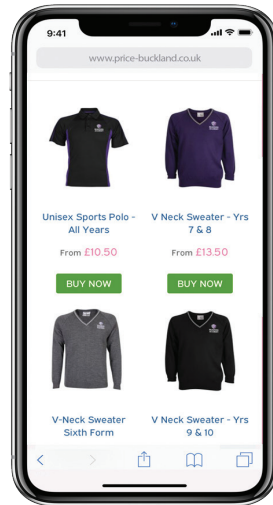 9:41
www.price-buckland.co.uk
Unisex Sports Polo -
All Years
V Neck Sweater - Yrs
7 & 8
From £10.50
From £13.50
BUY NOW
BUY NOW
V-Neck Sweater
Sixth Form
V Neck Sweater - Yrs
9 & 10